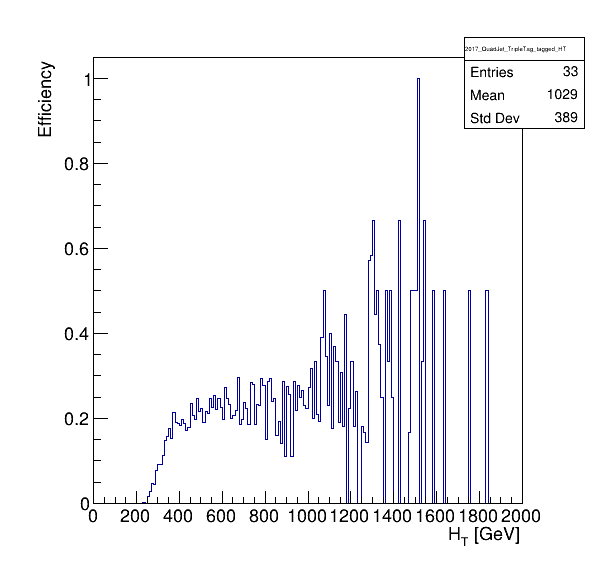 2017_QuadJet_TripleTag_tagged_HT
Entries 33
Mean 1029
Std Dev 389
Efficiency
1
0.8
0.6
0.4
0.2
0
0 200 400 600 800 1000 1200 1400 1600 1800 2000
H_T [GeV]